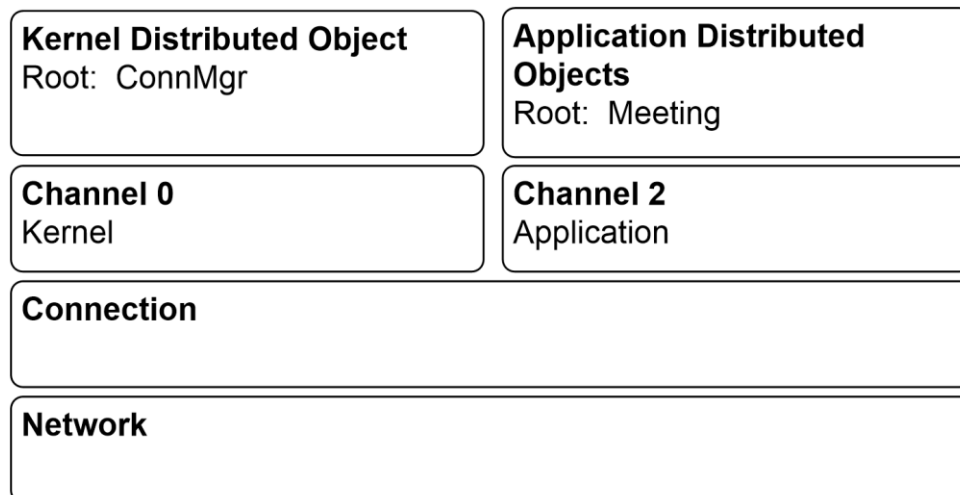 Kernel Distributed Object
Root:  ConnMgr
Application Distributed
Objects
Root:  Meeting
Channel 0
Kernel
Channel 2
Application
Connection
Network